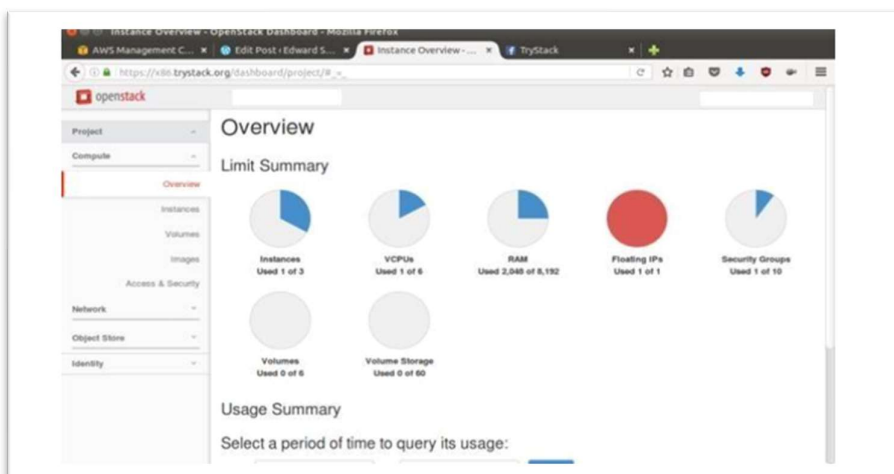 Instance Overview - OpenStack Dashboard - Mozilla Firefox
AWS Management C... Edit Post ‹ Edward S... Instance Overview - ... TryStack
https://x86.trystack.org/dashboard/project/#_=_
openstack
Project
Compute
Overview
Instances
Volumes
Images
Access & Security
Network
Object Store
Identity
Overview
Limit Summary
Instances
Used 1 of 3
VCPUs
Used 1 of 6
RAM
Used 2,048 of 8,192
Floating IPs
Used 1 of 1
Security Groups
Used 1 of 10
Volumes
Used 0 of 6
Volume Storage
Used 0 of 60
Usage Summary
Select a period of time to query its usage: